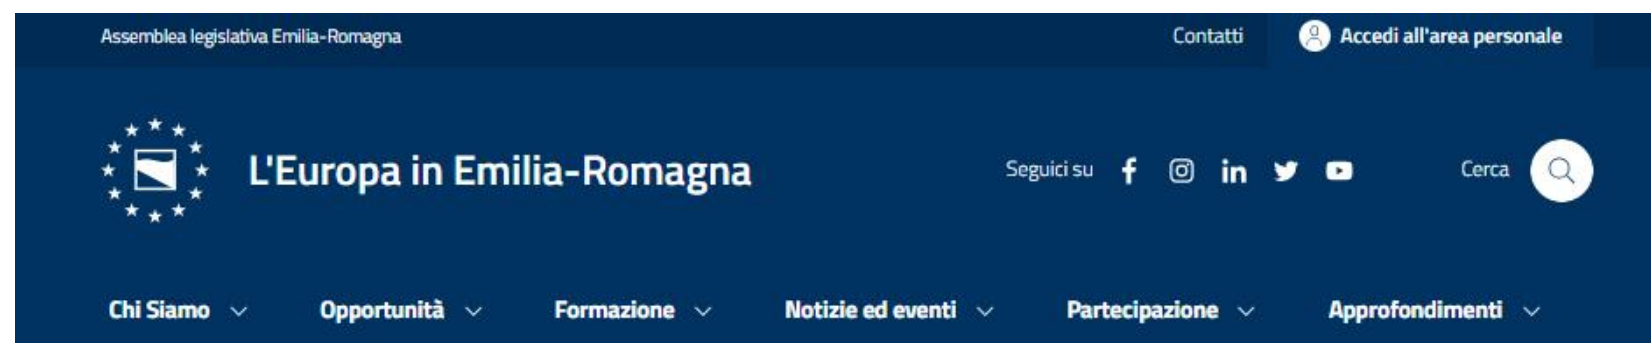 Assemblea legislativa Emilia-Romagna Contatti Accedi all'area personale
L'Europa in Emilia-Romagna Seguici su Cerca
Chi Siamo Opportunità Formazione Notizie ed eventi Partecipazione Approfondimenti